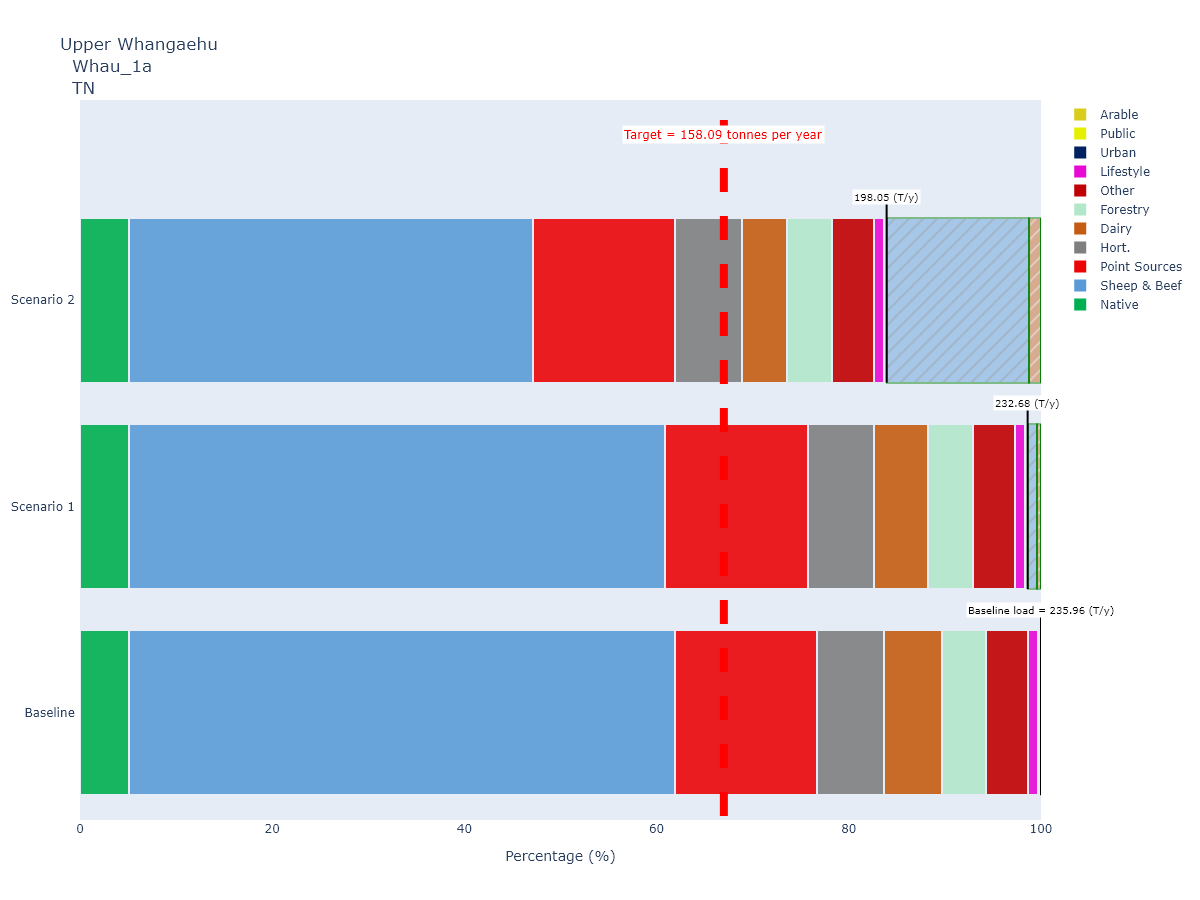 Upper Whangaehu
Whau_1a
TN
Target = 158.09 tonnes per year
198.05 (T/y)
Scenario 2
232.68 (T/y)
Scenario 1
Baseline load = 235.96 (T/y)
Baseline
0
20
40
60
80
100
Percentage (%)
Arable
Public
Urban
Lifestyle
Other
Forestry
Dairy
Hort.
Point Sources
Sheep & Beef
Native